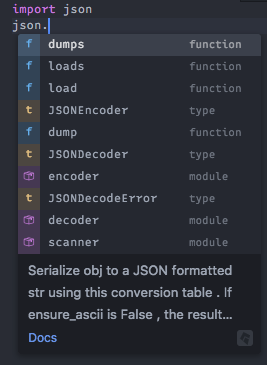 import json
json.
f dumps function
f loads function
f load function
t JSONEncoder type
f dump function
t JSONDecoder type
encoder module
t JSONDecodeError type
decoder module
scanner module
Serialize obj to a JSON formatted
str using this conversion table . If
ensure_ascii is False , the result...
Docs